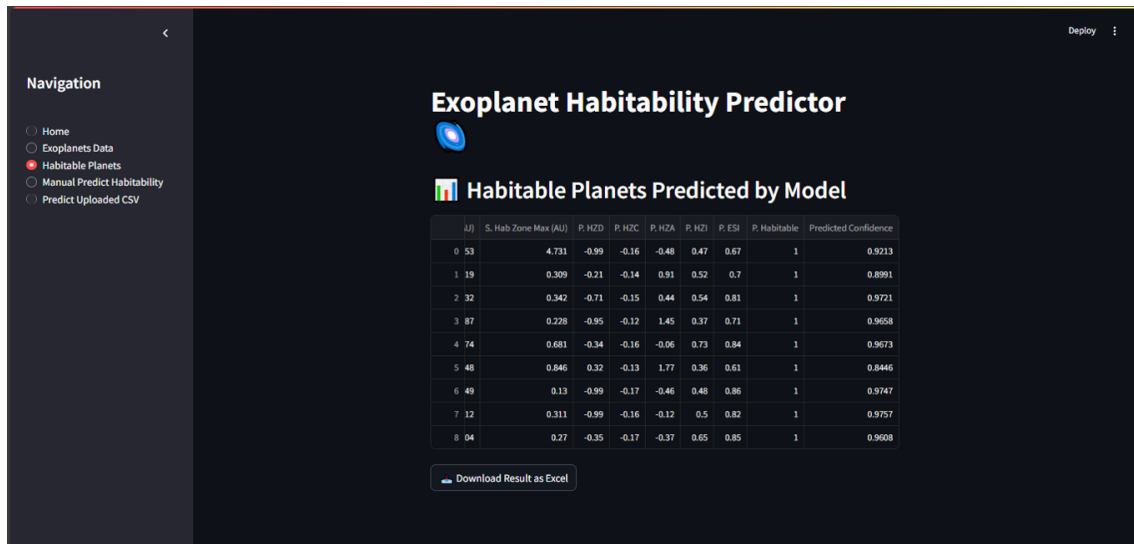 Deploy
Navigation
Home
Exoplanets Data
Habitable Planets
Manual Predict Habitability
Predict Uploaded CSV
Exoplanet Habitability Predictor
Habitable Planets Predicted by Model
AU) S. Hab Zone Max (AU) P. HZD P. HZC P. HZA P. HZI P. ESI P. Habitable Predicted Confidence
0 53 4.731 -0.99 -0.16 -0.48 0.47 0.67 1 0.9213
1 19 0.309 -0.21 -0.14 0.91 0.52 0.7 1 0.8991
2 32 0.342 -0.71 -0.15 0.44 0.54 0.81 1 0.9721
3 87 0.228 -0.95 -0.12 1.45 0.37 0.71 1 0.9658
4 74 0.681 -0.34 -0.16 -0.06 0.73 0.84 1 0.9673
5 48 0.846 0.32 -0.13 1.77 0.36 0.61 1 0.8446
6 49 0.13 -0.99 -0.17 -0.46 0.48 0.86 1 0.9747
7 12 0.311 -0.99 -0.16 -0.12 0.5 0.82 1 0.9757
8 04 0.27 -0.35 -0.17 -0.37 0.65 0.85 1 0.9608
Download Result as Excel